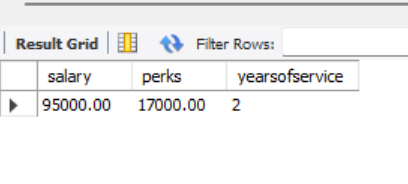 Result Grid Filter Rows:
salary perks yearsofservice
95000.00 17000.00 2